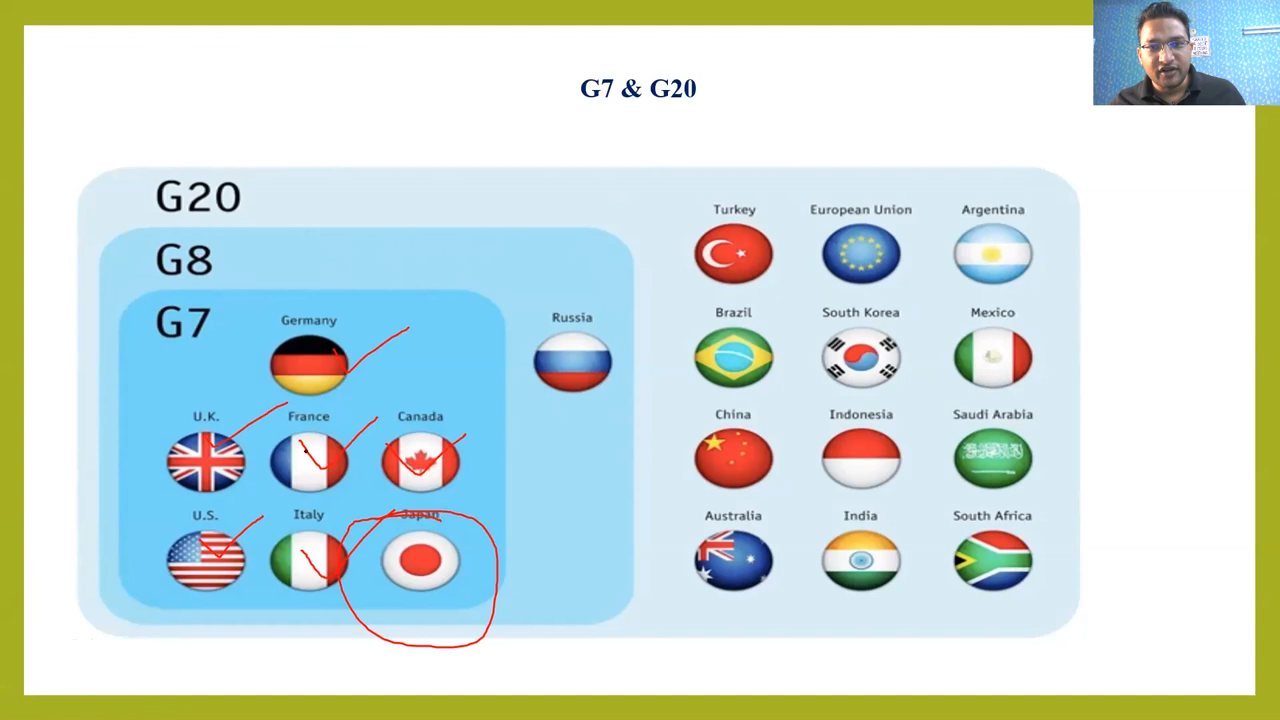 G7 & G20
G20
G8
G7
Germany
Russia
U.K.
France
Canada
U.S.
Italy
Japan
Turkey
European Union
Argentina
Brazil
South Korea
Mexico
China
Indonesia
Saudi Arabia
Australia
India
South Africa